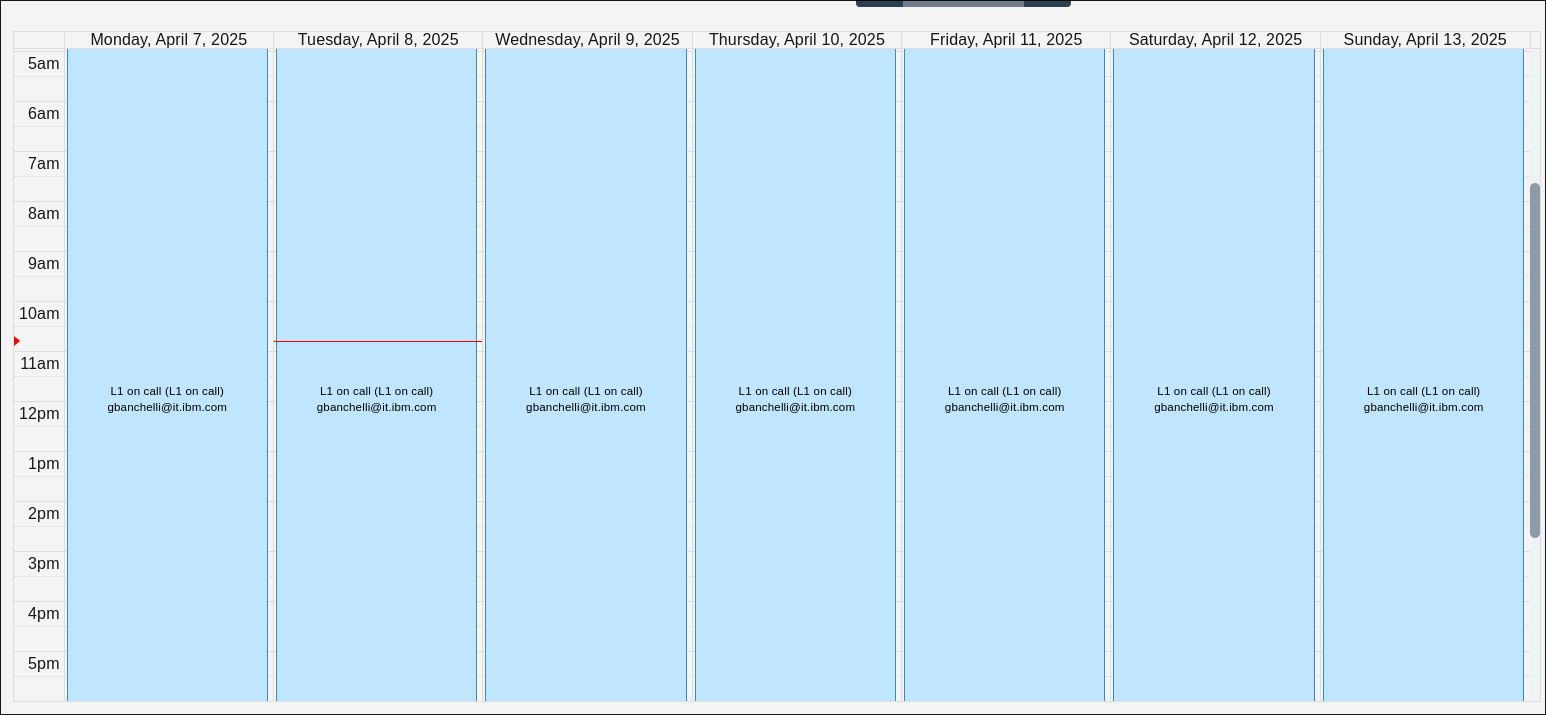 Monday, April 7, 2025
Tuesday, April 8, 2025
Wednesday, April 9, 2025
Thursday, April 10, 2025
Friday, April 11, 2025
Saturday, April 12, 2025
Sunday, April 13, 2025
5am
6am
7am
8am
9am
10am
11am
12pm
1pm
2pm
3pm
4pm
5pm
L1 on call (L1 on call)
gbanchelli@it.ibm.com
L1 on call (L1 on call)
gbanchelli@it.ibm.com
L1 on call (L1 on call)
gbanchelli@it.ibm.com
L1 on call (L1 on call)
gbanchelli@it.ibm.com
L1 on call (L1 on call)
gbanchelli@it.ibm.com
L1 on call (L1 on call)
gbanchelli@it.ibm.com
L1 on call (L1 on call)
gbanchelli@it.ibm.com